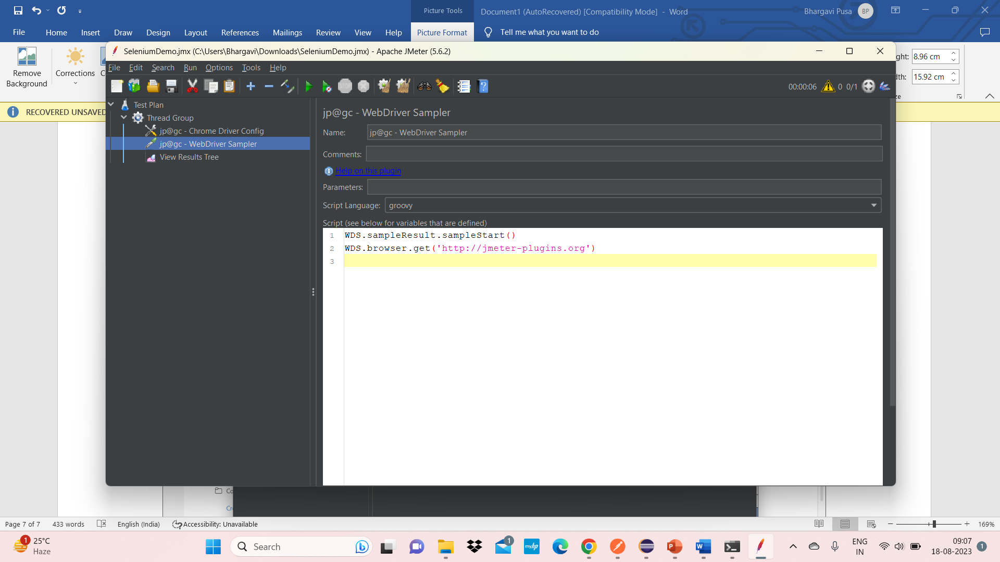 Picture Tools
Document1 (AutoRecovered) [Compatibility Mode] - Word
Bhargavi Pusa
BP
File Home Insert Draw Design Layout References Mailings Review View Help Picture Format Tell me what you want to do
SeleniumDemo.jmx (C:\Users\Bhargavi\Downloads\SeleniumDemo.jmx) - Apache JMeter (5.6.2)
Remove
Background
Corrections
ght: 8.96 cm
th: 15.92 cm
ze
File Edit Search Run Options Tools Help
STOP
00:00:06 0 0/1
RECOVERED UNSAVED
Test Plan
Thread Group
jp@gc - Chrome Driver Config
jp@gc - WebDriver Sampler
View Results Tree
jp@gc - WebDriver Sampler
Name: jp@gc - WebDriver Sampler
Comments:
Help on this plugin
Parameters:
Script Language: groovy
Script (see below for variables that are defined)
1 WDS.sampleResult.sampleStart()
2 WDS.browser.get('http://jmeter-plugins.org')
3
Co
Cr
Page 7 of 7 433 words English (India) Accessibility: Unavailable 169%
1 25°C
Haze
Search
1
myhp
ENG
IN
09:07
18-08-2023
1